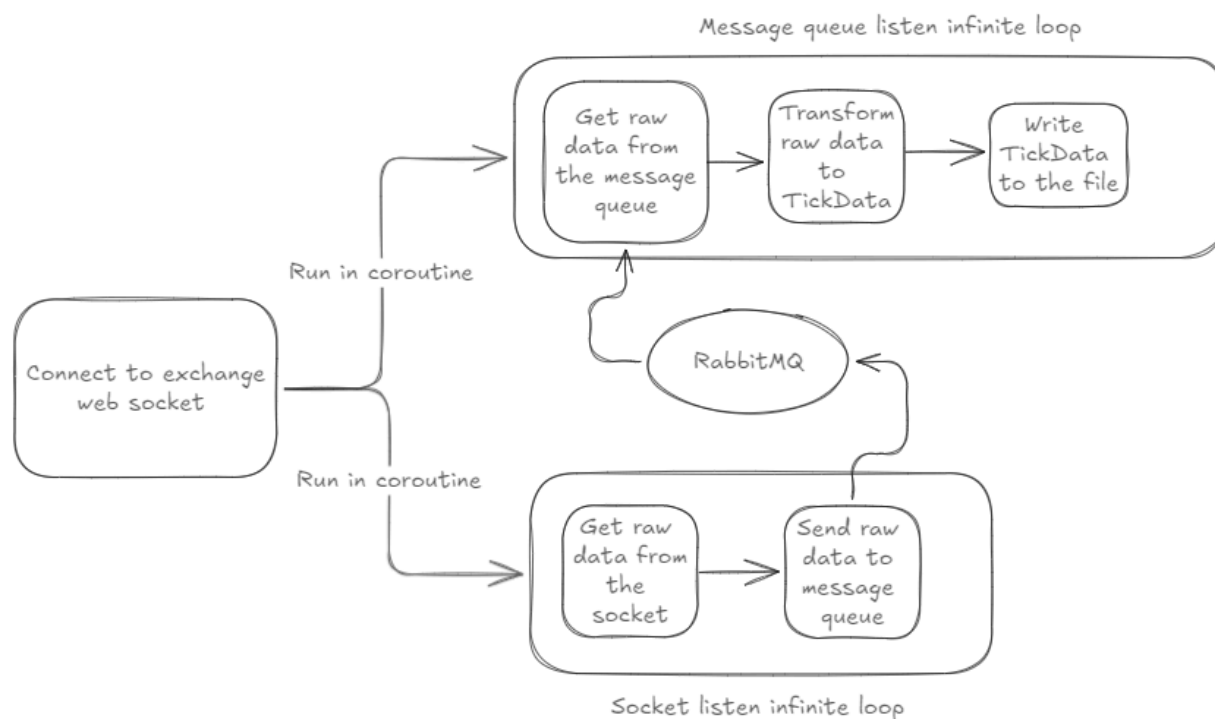 Message queue listen infinite loop
Get raw
data from
the message
queue
Transform
raw data
to
TickData
Write
TickData
to the file
Run in coroutine
Connect to exchange
web socket
RabbitMQ
Run in coroutine
Get raw
data from
the
socket
Send raw
data to
message
queue
Socket listen infinite loop